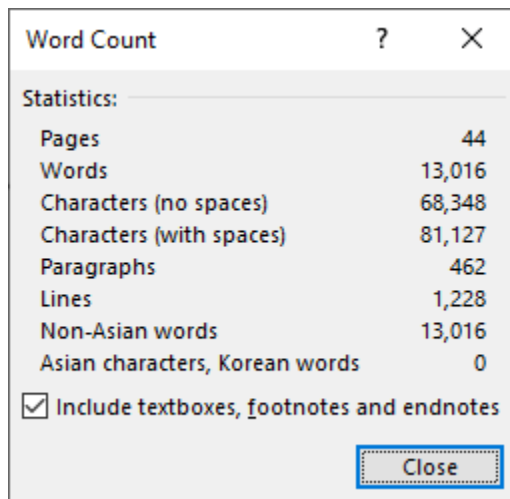 Word Count ?
Statistics:
Pages 44
Words 13,016
Characters (no spaces) 68,348
Characters (with spaces) 81,127
Paragraphs 462
Lines 1,228
Non-Asian words 13,016
Asian characters, Korean words 0
Include textboxes, footnotes and endnotes
Close